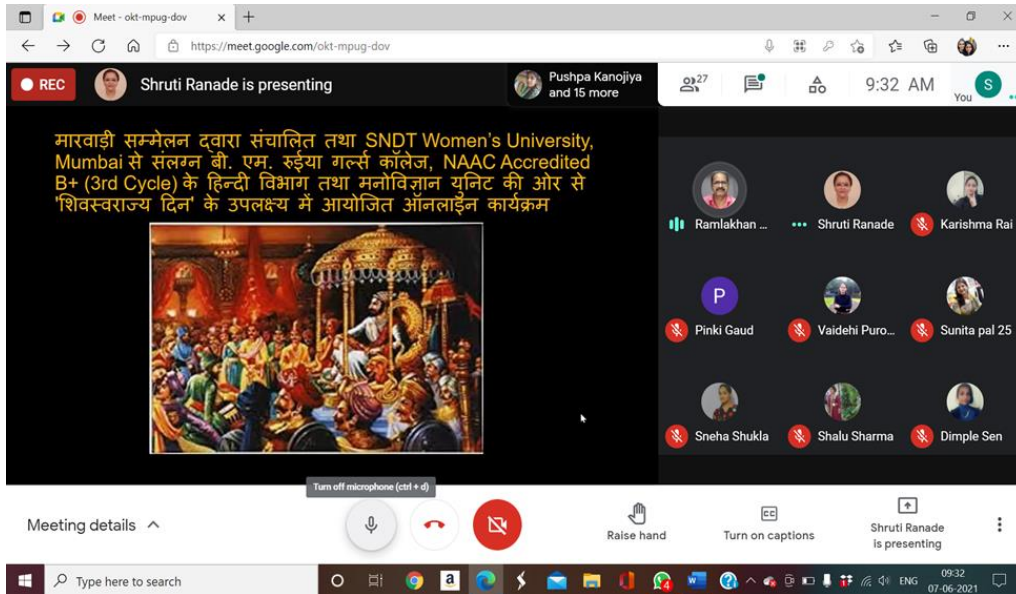 Meet - okt-mpug-dov
https://meet.google.com/okt-mpug-dov
REC
Shruti Ranade is presenting
Pushpa Kanojiya
and 15 more
27
9:32 AM
You
S
मारवाड़ी सम्मेलन द्वारा संचालित तथा SNDT Women's University,
Mumbai से संलग्न बी. एम. रुईया गर्ल्स कॉलेज, NAAC Accredited
B+ (3rd Cycle) के हिन्दी विभाग तथा मनोविज्ञान युनिट की ओर से
'शिवस्वराज्य दिन' के उपलक्ष्य में आयोजित ऑनलाईन कार्यक्रम
Ramlakhan ...
Shruti Ranade
Karishma Rai
P
Pinki Gaud
Vaidehi Puro...
Sunita pal 25
Sneha Shukla
Shalu Sharma
Dimple Sen
Turn off microphone (ctrl + d)
Meeting details
Raise hand
CC
Turn on captions
Shruti Ranade
is presenting
Type here to search
a
4
ENG
09:32
07-06-2021